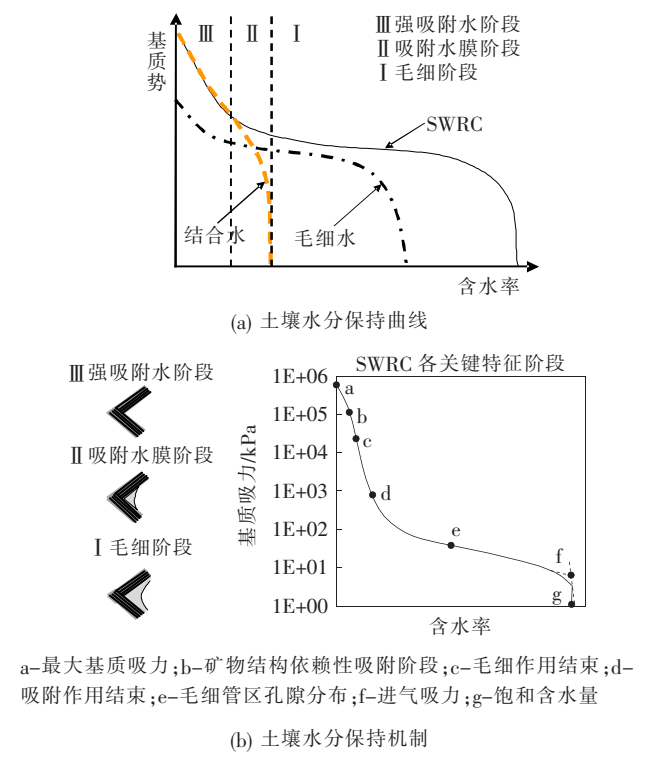 基质势
Ⅲ Ⅱ Ⅰ
Ⅲ强吸附水阶段
Ⅱ吸附水膜阶段
Ⅰ毛细阶段
SWRC
结合水
毛细水
含水率
(a) 土壤水分保持曲线
Ⅲ强吸附水阶段
Ⅱ吸附水膜阶段
Ⅰ毛细阶段
SWRC 各关键特征阶段
基质吸力/kPa
1E+06
1E+05
1E+04
1E+03
1E+02
1E+01
1E+00
a
b
c
d
e
f
g
含水率
a–最大基质吸力;b–矿物结构依赖性吸附阶段;c–毛细作用结束;d–
吸附作用结束;e–毛细管区孔隙分布;f–进气吸力;g–饱和含水量
(b) 土壤水分保持机制